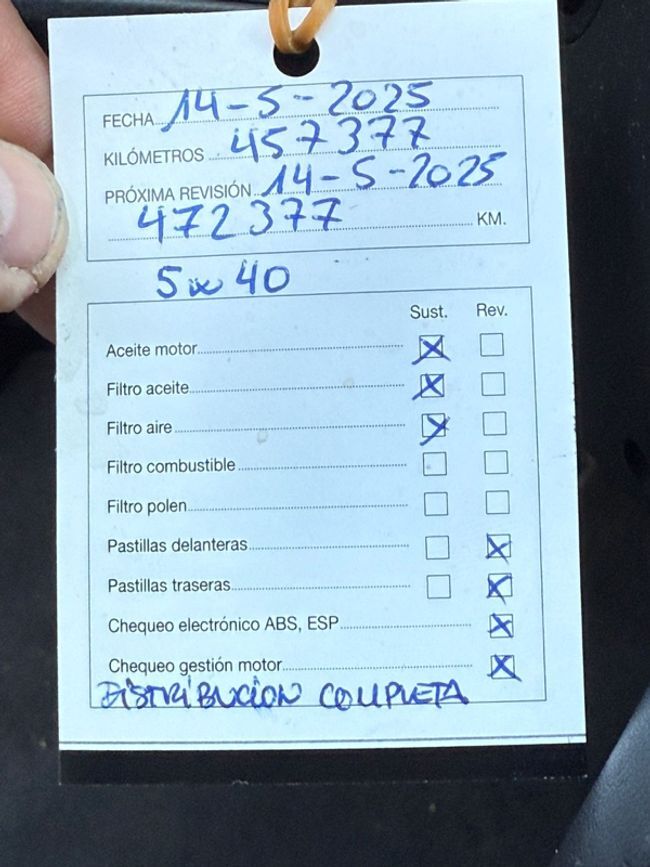 FECHA 14-5-2025
KILÓMETROS 457377
PRÓXIMA REVISIÓN 14-5-2025
472377 KM.
5w40
Sust. Rev.
Aceite motor
Filtro aceite
Filtro aire
Filtro combustible
Filtro polen
Pastillas delanteras
Pastillas traseras
Chequeo electrónico ABS, ESP
Chequeo gestión motor
DISTRIBUCION COMPLETA